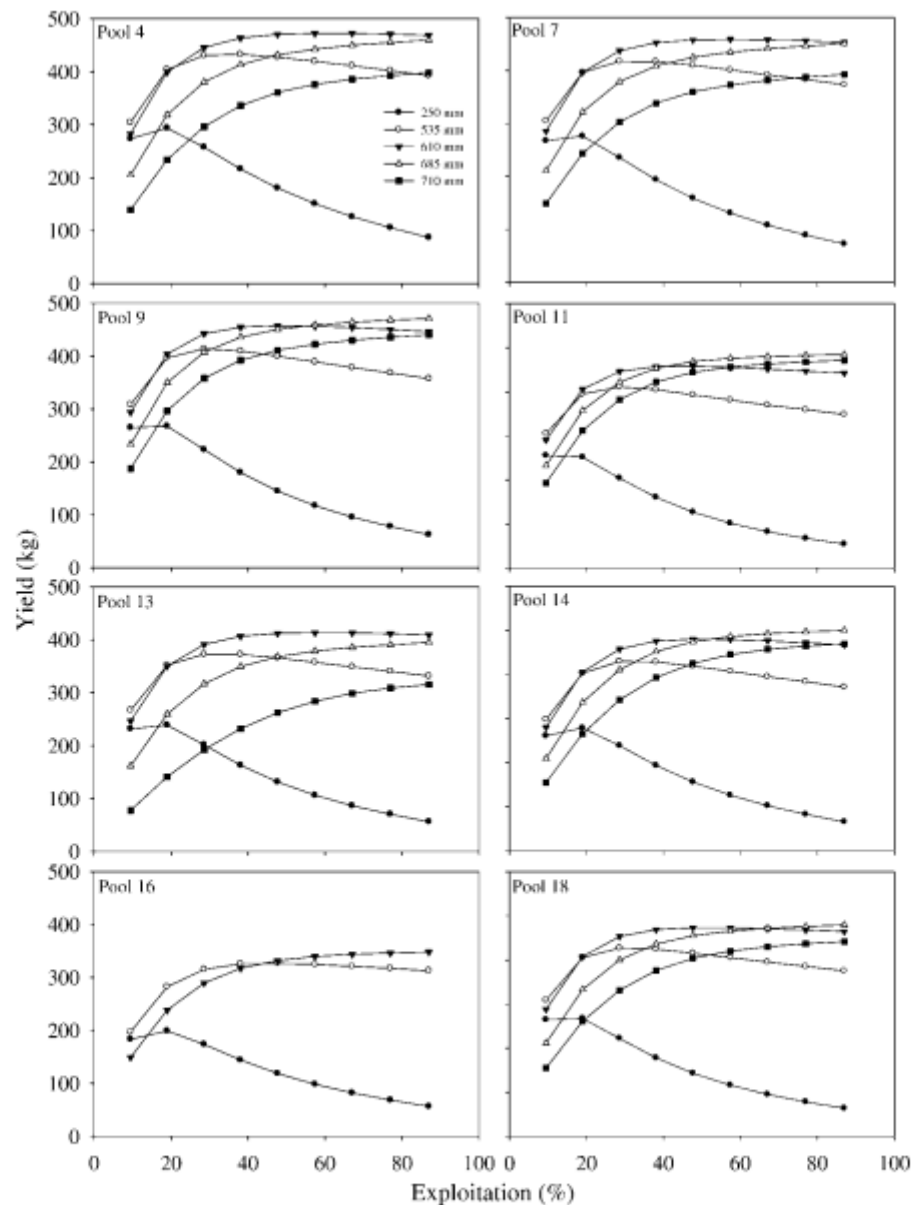 Pool 4
Pool 7
500
400
300
200
100
0
250 mm
535 mm
610 mm
685 mm
710 mm
Pool 9
Pool 11
500
400
300
200
100
0
Yield (kg)
Pool 13
Pool 14
500
400
300
200
100
0
Pool 16
Pool 18
500
400
300
200
100
0
0 20 40 60 80 100 0 20 40 60 80 100
Exploitation (%)